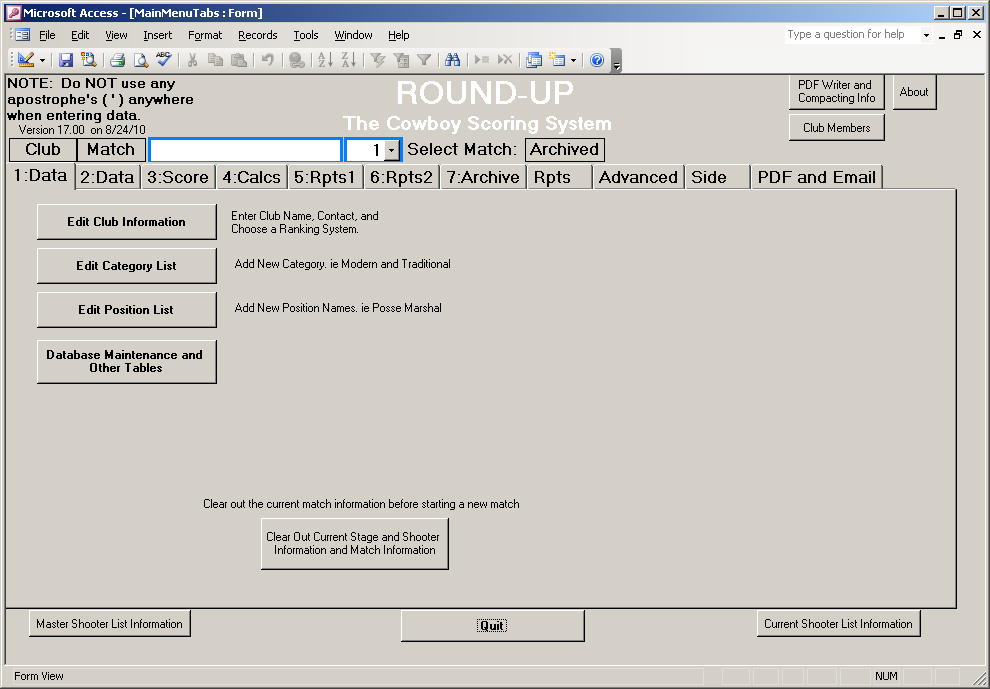 Microsoft Access - [MainMenuTabs : Form]
File Edit View Insert Format Records Tools Window Help
Type a question for help
NOTE: Do NOT use any
apostrophe's ( ' ) anywhere
when entering data.
Version 17.00 on 8/24/10
ROUND-UP
The Cowboy Scoring System
PDF Writer and
Compacting Info
About
Club Members
Club Match 1 Select Match: Archived
1:Data 2:Data 3:Score 4:Calcs 5:Rpts1 6:Rpts2 7:Archive Rpts Advanced Side PDF and Email
Edit Club Information
Enter Club Name, Contact, and
Choose a Ranking System.
Edit Category List
Add New Category. ie Modern and Traditional
Edit Position List
Add New Position Names. ie Posse Marshal
Database Maintenance and
Other Tables
Clear out the current match information before starting a new match
Clear Out Current Stage and Shooter
Information and Match Information
Master Shooter List Information
Quit
Current Shooter List Information
Form View
NUM